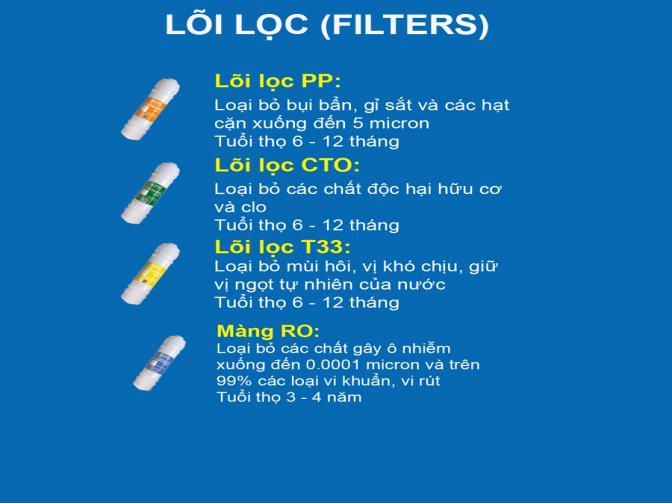 LÕI LỌC (FILTERS)
Lõi lọc PP:
Loại bỏ bụi bẩn, gỉ sắt và các hạt
cặn xuống đến 5 micron
Tuổi thọ 6 - 12 tháng
Lõi lọc CTO:
Loại bỏ các chất độc hại hữu cơ
và clo
Tuổi thọ 6 - 12 tháng
Lõi lọc T33:
Loại bỏ mùi hôi, vị khó chịu, giữ
vị ngọt tự nhiên của nước
Tuổi thọ 6 - 12 tháng
Màng RO:
Loại bỏ các chất gây ô nhiễm
xuống đến 0.0001 micron và trên
99% các loại vi khuẩn, vi rút
Tuổi thọ 3 - 4 năm